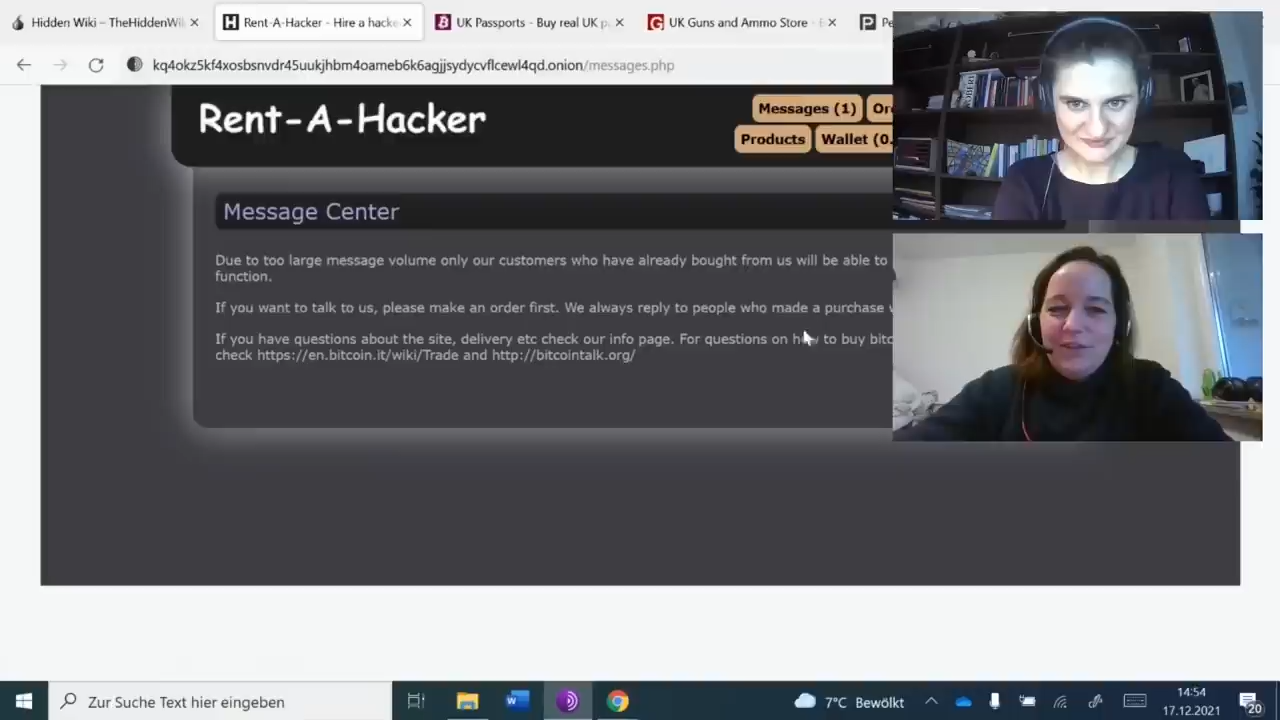 Hidden Wiki – TheHiddenWil
Rent-A-Hacker - Hire a hacke
UK Passports - Buy real UK p
UK Guns and Ammo Store - E
kq4okz5kf4xosbsnvdr45uukjhbm4oameb6k6agjjsydycvflcewl4qd.onion/messages.php
Rent-A-Hacker
Messages (1)
Products
Wallet (0.
Message Center
Due to too large message volume only our customers who have already bought from us will be able to
function.
If you want to talk to us, please make an order first. We always reply to people who made a purchase
If you have questions about the site, delivery etc check our info page. For questions on how to buy bitc
check https://en.bitcoin.it/wiki/Trade and http://bitcointalk.org/
Zur Suche Text hier eingeben
7°C Bewölkt
14:54
17.12.2021
20